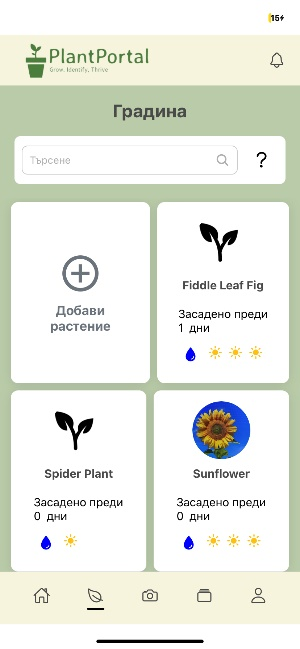 15
PlantPortal
Grow. Identify. Thrive
Градина
Търсене
?
Добави
растение
Fiddle Leaf Fig
Засадено преди
1 дни
Spider Plant
Засадено преди
0 дни
Sunflower
Засадено преди
0 дни